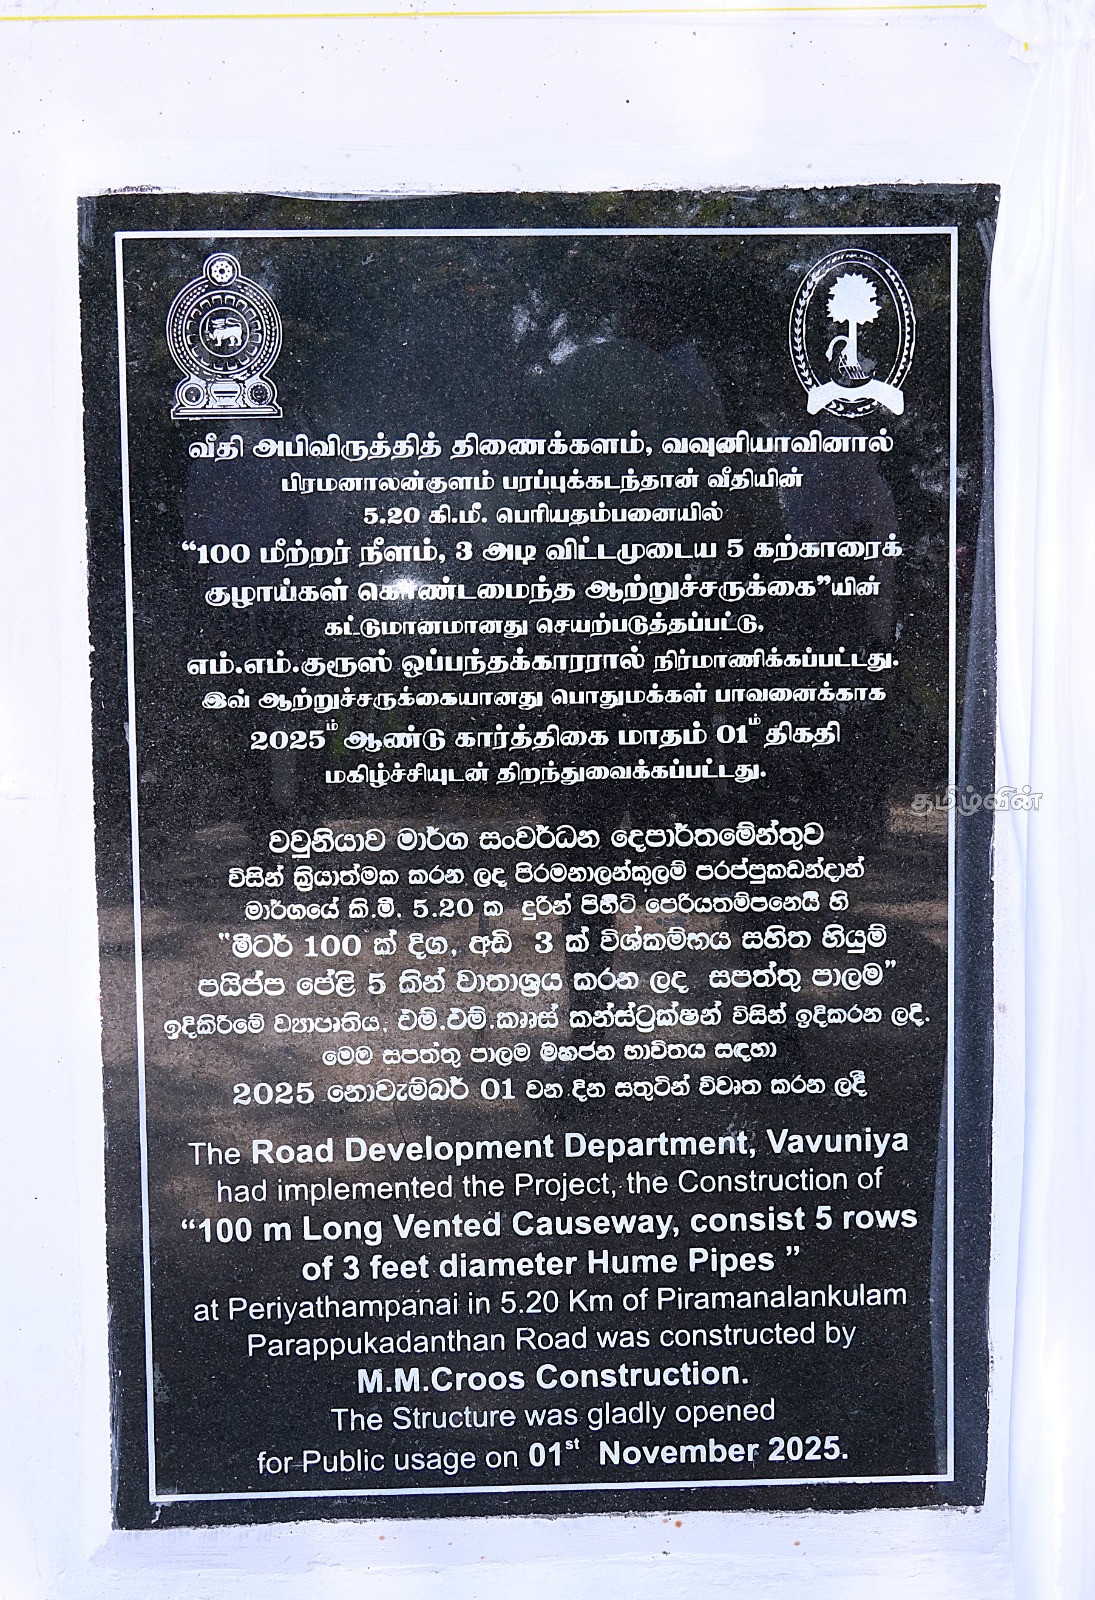 வீதி அபிவிருத்தித் திணைக்களம், வவுனியாவினால்
பிரமனாலன்குளம் பரப்புக்கடந்தான் வீதியின்
5.20 கி.மீ. பெரியதம்பனையில்
“100 மீற்றர் நீளம், 3 அடி விட்டமுடைய 5 கற்காரைக்
குழாய்கள் கொண்டமைந்த ஆற்றுச்சருக்கை”யின்
கட்டுமானமானது செயற்படுத்தப்பட்டு,
எம்.எம்.குரூஸ் ஒப்பந்தக்காரரால் நிர்மாணிக்கப்பட்டது.
இவ் ஆற்றுச்சருக்கையானது பொதுமக்கள் பாவனைக்காக
2025ம் ஆண்டு கார்த்திகை மாதம் 01ம் திகதி
மகிழ்ச்சியுடன் திறந்துவைக்கப்பட்டது.
தமிழ்வின்
වවුනියාව මාර්ග සංවර්ධන දෙපාර්තමේන්තුව
විසින් ක්‍රියාත්මක කරන ලද පිරමනාලන්කුලම් පරප්පුකඩන්දාන්
මාර්ගයේ කි.මී. 5.20 ක දුරින් පිහිටි පෙරියතම්පනෙයි හි
"මීටර් 100 ක් දිග, අඩි 3 ක් විශ්කම්භය සහිත හියුම්
පයිප්ප පේළි 5 කින් වාතාශ්‍රය කරන ලද සපත්තු පාලම”
ඉදිකිරීමේ ව්‍යාපෘතිය, එම්.එම්.කෲස් කන්ස්ට්‍රක්ෂන් විසින් ඉදිකරන ලදි.
මෙම සපත්තු පාලම මහජන භාවිතය සඳහා
2025 නොවැම්බර් 01 වන දින සතුටින් විවෘත කරන ලදී
The Road Development Department, Vavuniya
had implemented the Project, the Construction of
“100 m Long Vented Causeway, consist 5 rows
of 3 feet diameter Hume Pipes ”
at Periyathampanai in 5.20 Km of Piramanalankulam
Parappukadanthan Road was constructed by
M.M.Croos Construction.
The Structure was gladly opened
for Public usage on 01st November 2025.